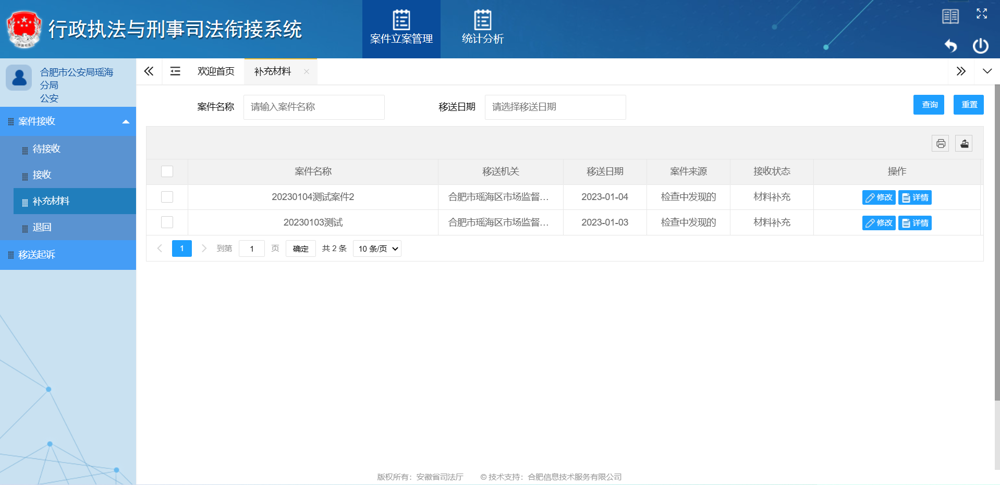 行政执法与刑事司法衔接系统
案件立案管理
统计分析
合肥市公安局瑶海
分局
公安
欢迎首页
补充材料
案件接收
待接收
接收
补充材料
退回
移送起诉
案件名称 请输入案件名称 移送日期 请选择移送日期 查询 重置
案件名称 移送机关 移送日期 案件来源 接收状态 操作
20230104测试案件2 合肥市瑶海区市场监督... 2023-01-04 检查中发现的 材料补充 修改 详情
20230103测试 合肥市瑶海区市场监督... 2023-01-03 检查中发现的 材料补充 修改 详情
1 到第 1 页 确定 共 2 条 10 条/页
版权所有：安徽省司法厅 © 技术支持：合肥信息技术服务有限公司